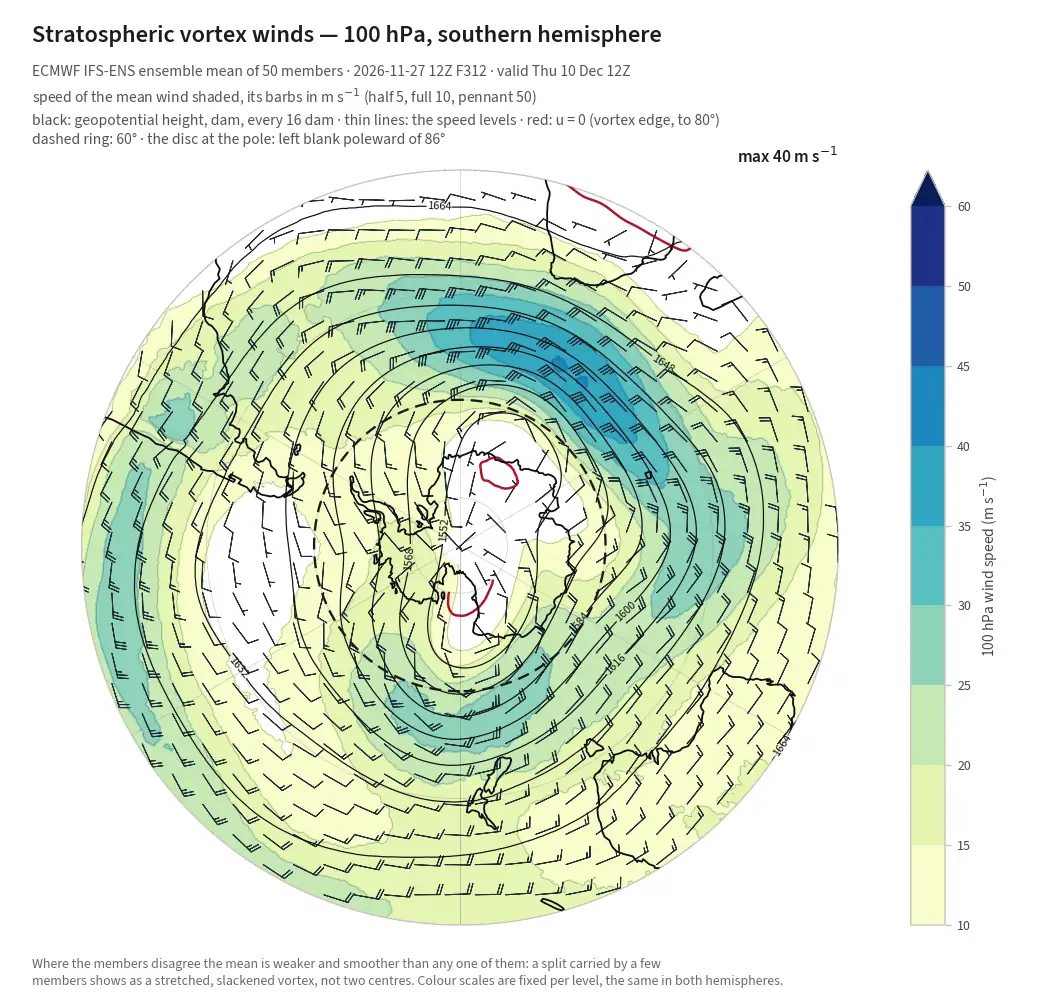 Stratospheric vortex winds — 100 hPa, southern hemisphere
ECMWF IFS-ENS ensemble mean of 50 members · 2026-11-27 12Z F312 · valid Thu 10 Dec 12Z
speed of the mean wind shaded, its barbs in m s⁻¹ (half 5, full 10, pennant 50)
black: geopotential height, dam, every 16 dam · thin lines: the speed levels · red: u = 0 (vortex edge, to 80°)
dashed ring: 60° · the disc at the pole: left blank poleward of 86°
max 40 m s⁻¹
1664
1648
1552
1568
1584
1600
1616
1632
1664
60
50
45
40
35
30
25
20
15
10
100 hPa wind speed (m s⁻¹)
Where the members disagree the mean is weaker and smoother than any one of them: a split carried by a few
members shows as a stretched, slackened vortex, not two centres. Colour scales are fixed per level, the same in both hemispheres.